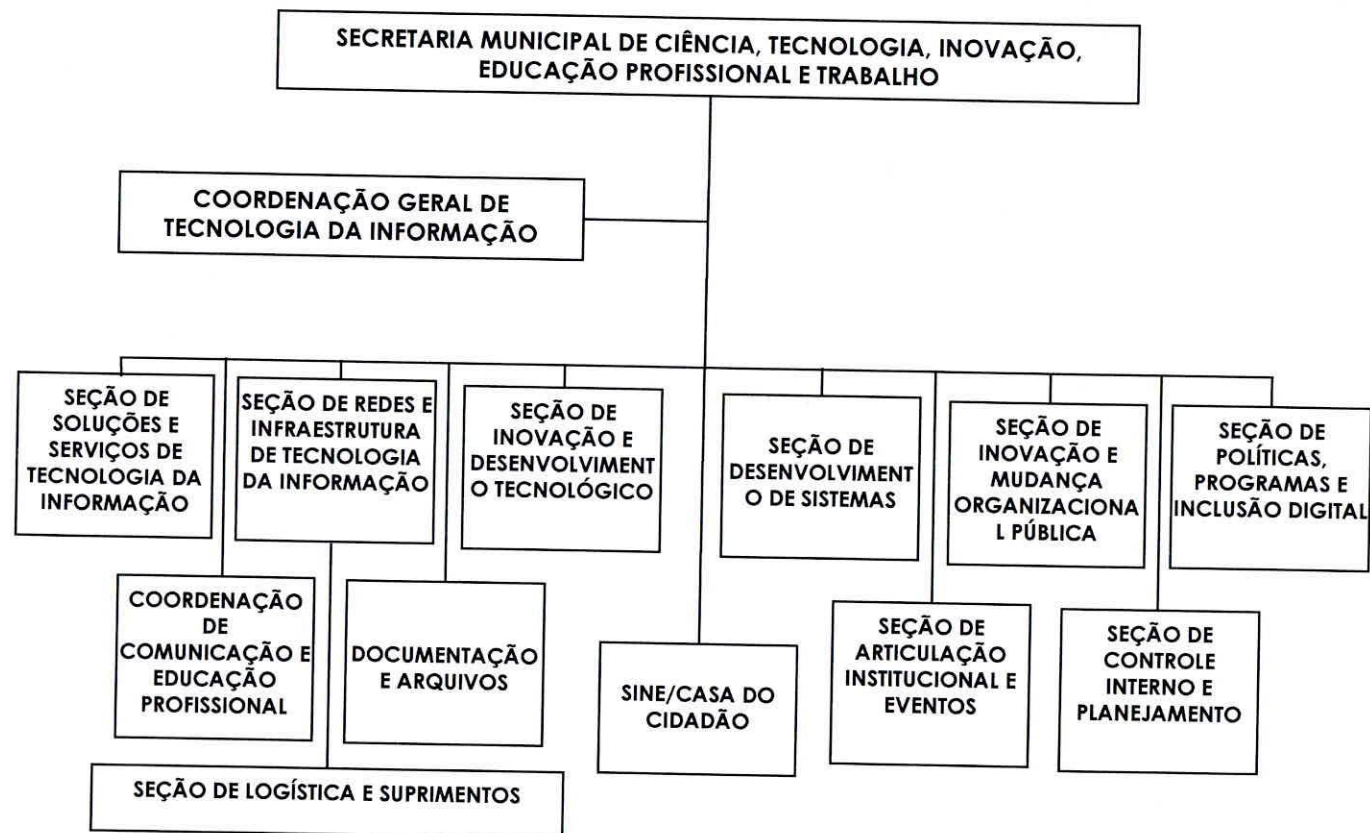 SECRETARIA MUNICIPAL DE CIÊNCIA, TECNOLOGIA, INOVAÇÃO,
EDUCAÇÃO PROFISSIONAL E TRABALHO
COORDENAÇÃO GERAL DE
TECNOLOGIA DA INFORMAÇÃO
SEÇÃO DE
SOLUÇÕES E
SERVIÇOS DE
TECNOLOGIA DA
INFORMAÇÃO
SEÇÃO DE REDES E
INFRAESTRUTURA
DE TECNOLOGIA
DA INFORMAÇÃO
SEÇÃO DE
INOVAÇÃO E
DESENVOLVIMENT
O TECNOLÓGICO
SEÇÃO DE
DESENVOLVIMENT
O DE SISTEMAS
SEÇÃO DE
INOVAÇÃO E
MUDANÇA
ORGANIZACIONA
L PÚBLICA
SEÇÃO DE
POLÍTICAS,
PROGRAMAS E
INCLUSÃO DIGITAL
COORDENAÇÃO
DE
COMUNICAÇÃO E
EDUCAÇÃO
PROFISSIONAL
DOCUMENTAÇÃO
E ARQUIVOS
SINE/CASA DO
CIDADÃO
SEÇÃO DE
ARTICULAÇÃO
INSTITUCIONAL E
EVENTOS
SEÇÃO DE
CONTROLE
INTERNO E
PLANEJAMENTO
SEÇÃO DE LOGÍSTICA E SUPRIMENTOS